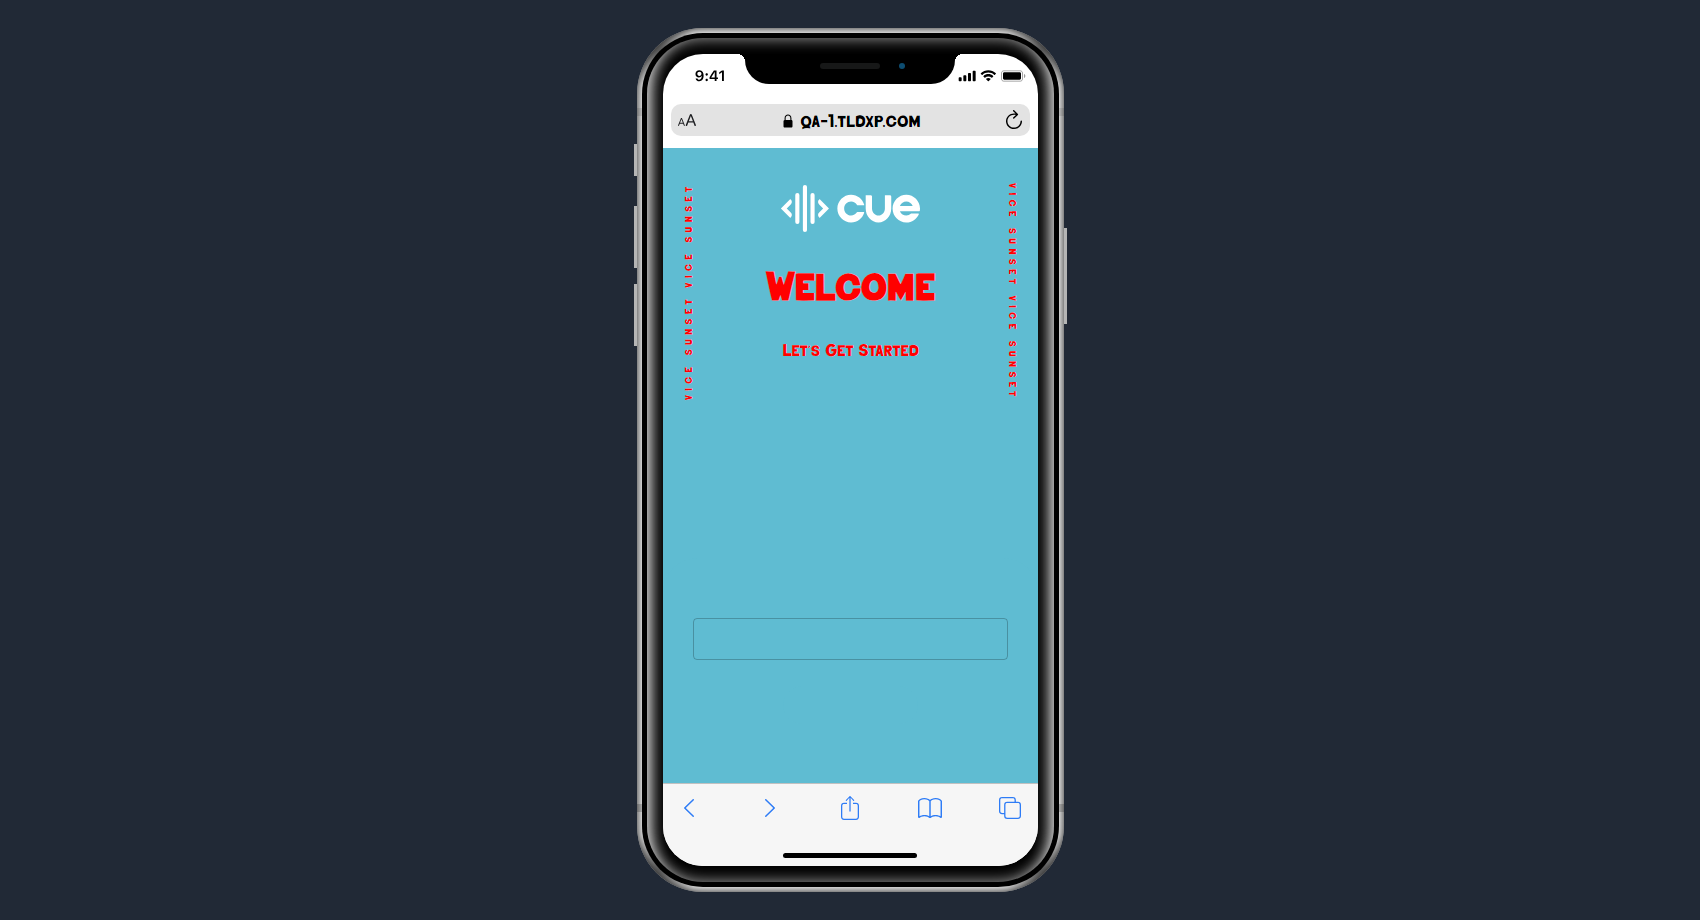 9:41
AA
QA-1.TLDXP.COM
cue
VICE SUNSET VICE SUNSET
VICE SUNSET VICE SUNSET
WELCOME
LET'S GET STARTED